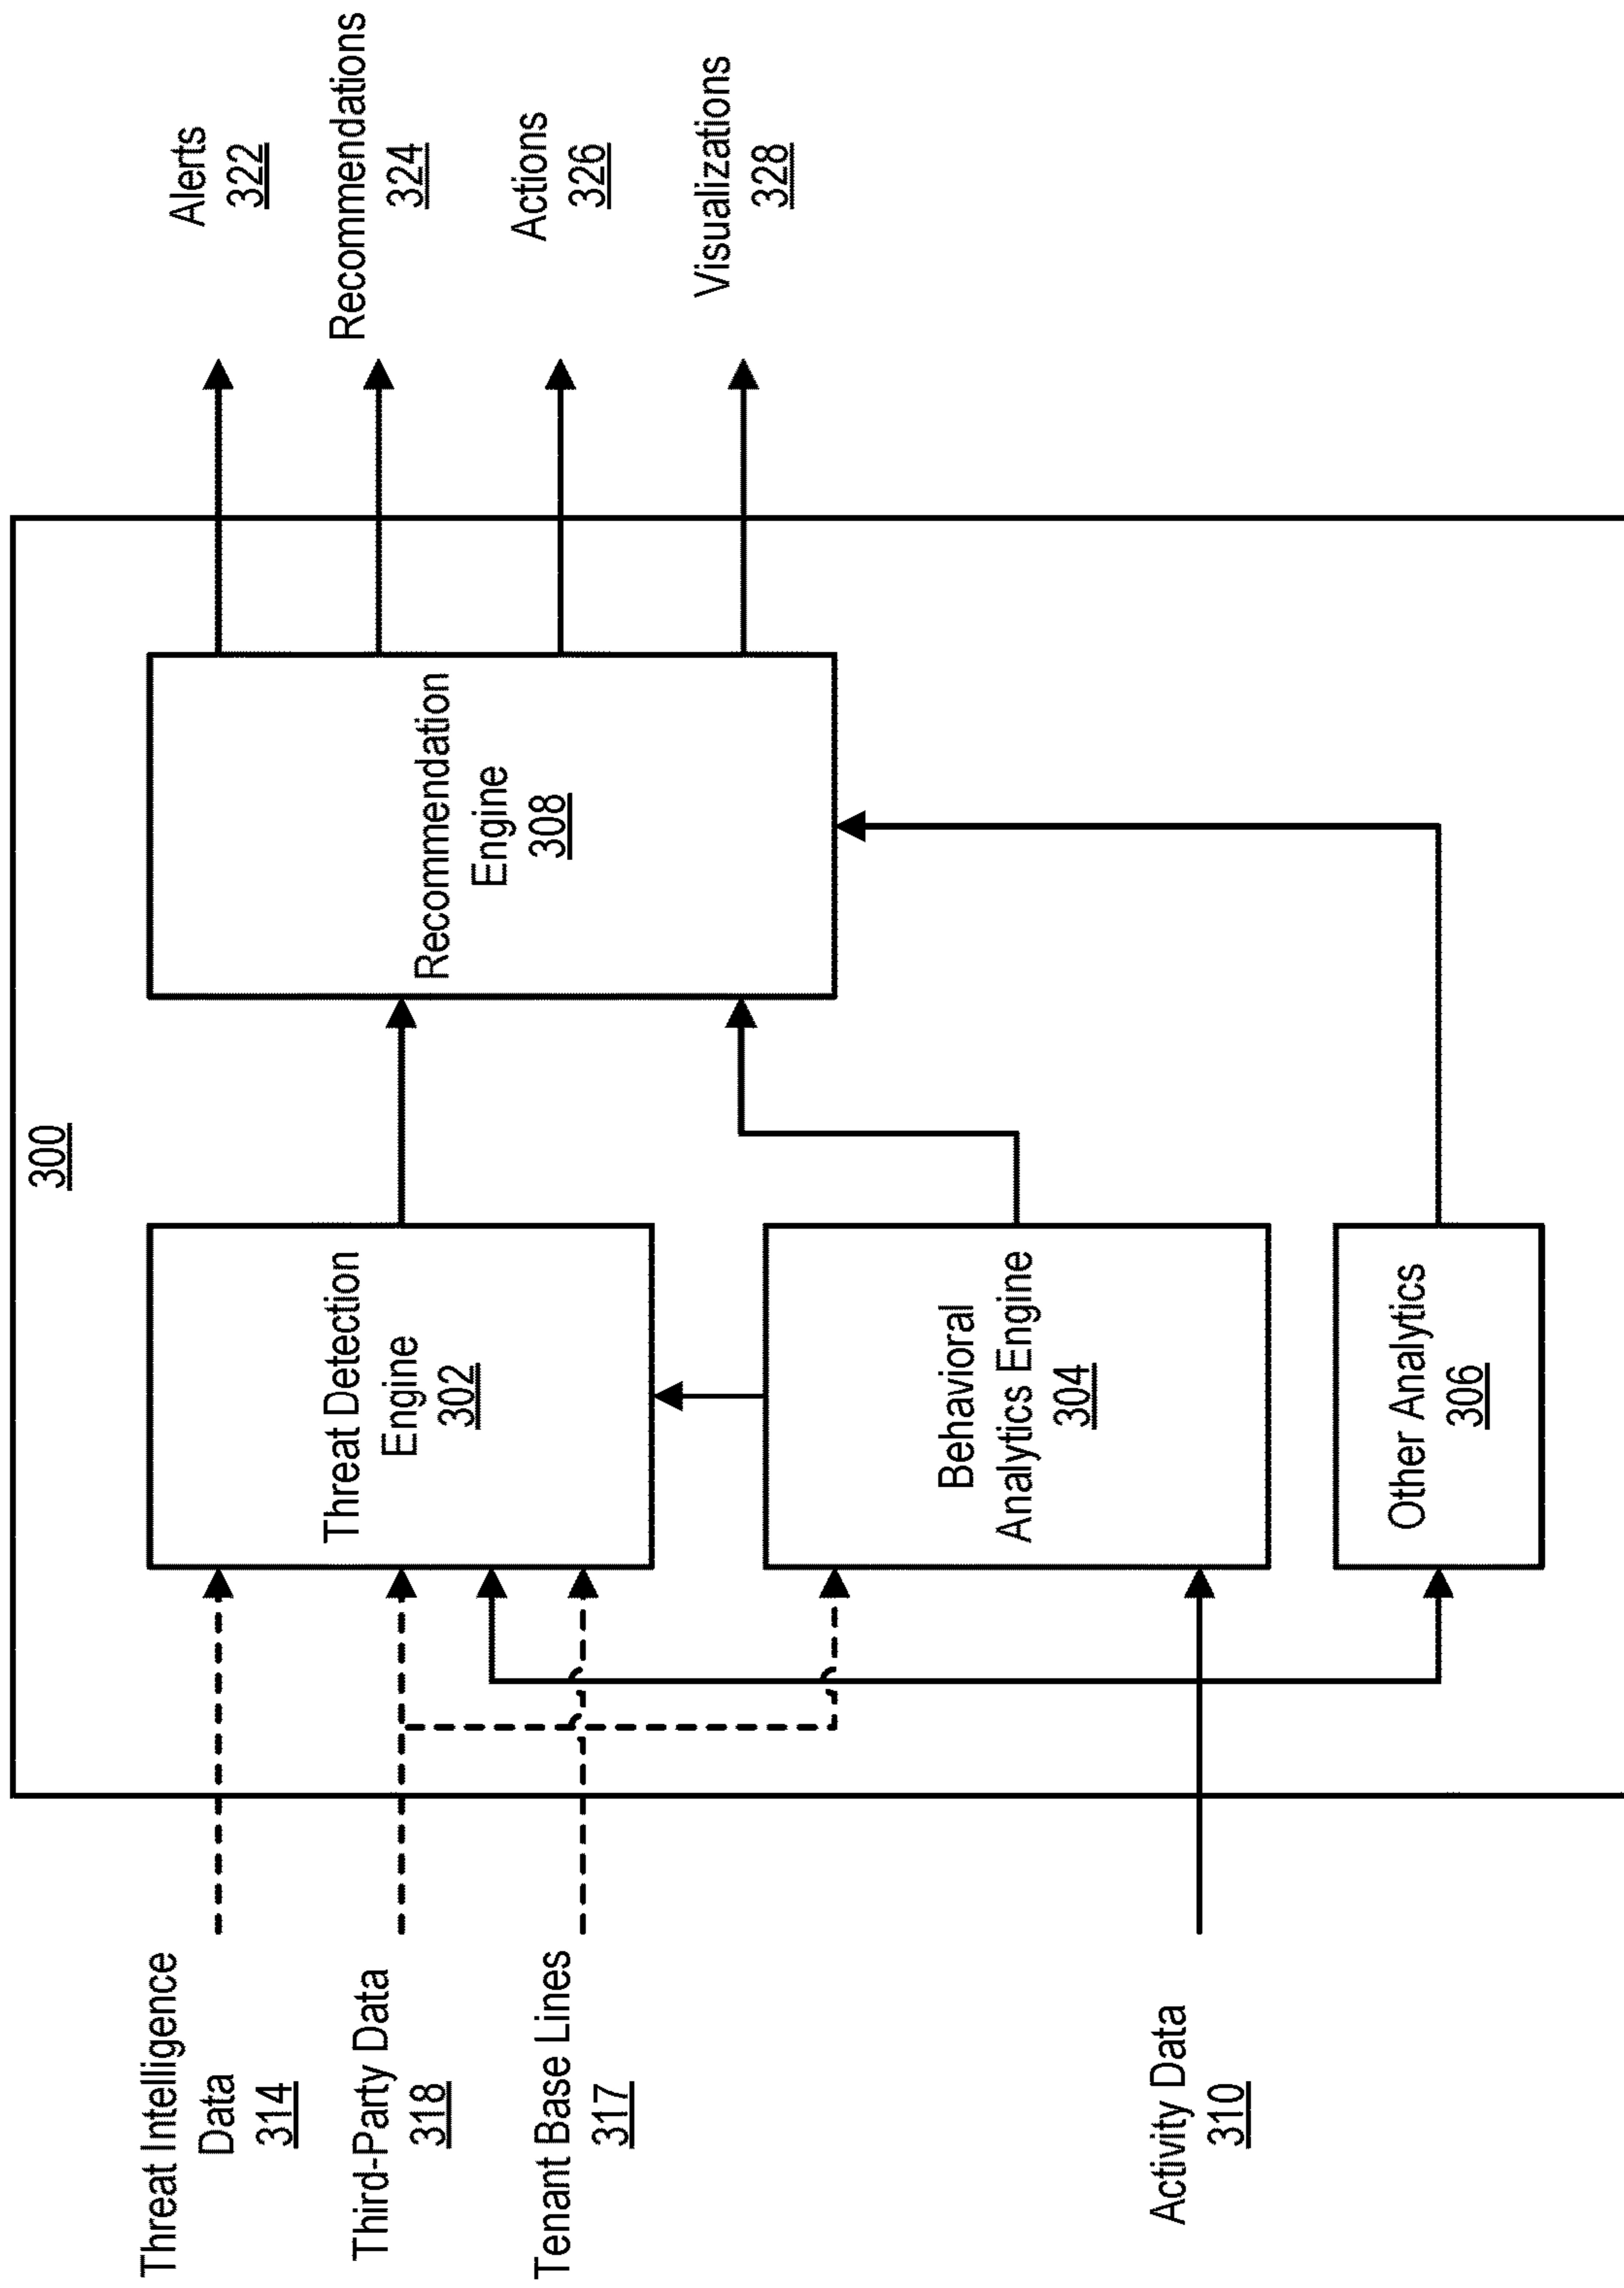 300
Threat Intelligence
Data
314
Third-Party Data
318
Tenant Base Lines
317
Activity Data
310
Threat Detection
Engine
302
Behavioral
Analytics Engine
304
Other Analytics
306
Recommendation
Engine
308
Alerts
322
Recommendations
324
Actions
326
Visualizations
328